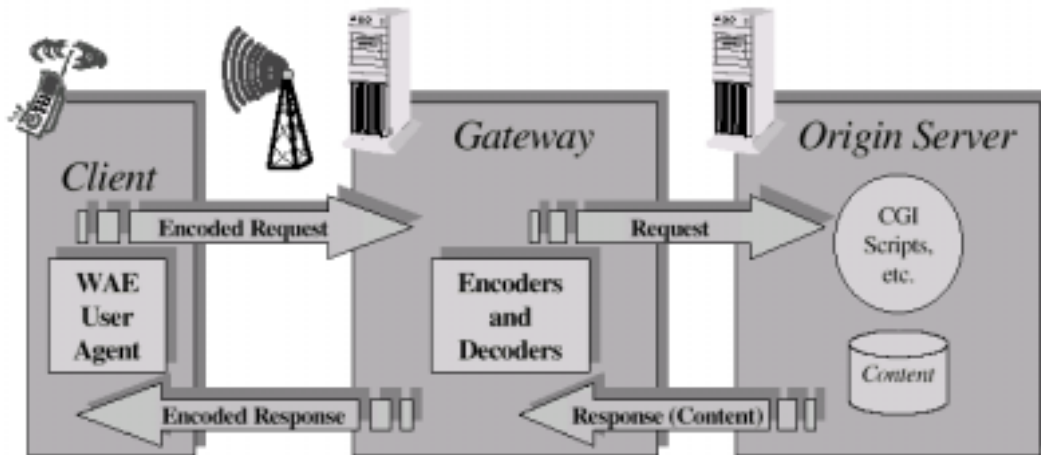 Client
Gateway
Origin Server
Encoded Request
Request
CGI
Scripts,
etc.
WAE
User
Agent
Encoders
and
Decoders
Content
Encoded Response
Response (Content)